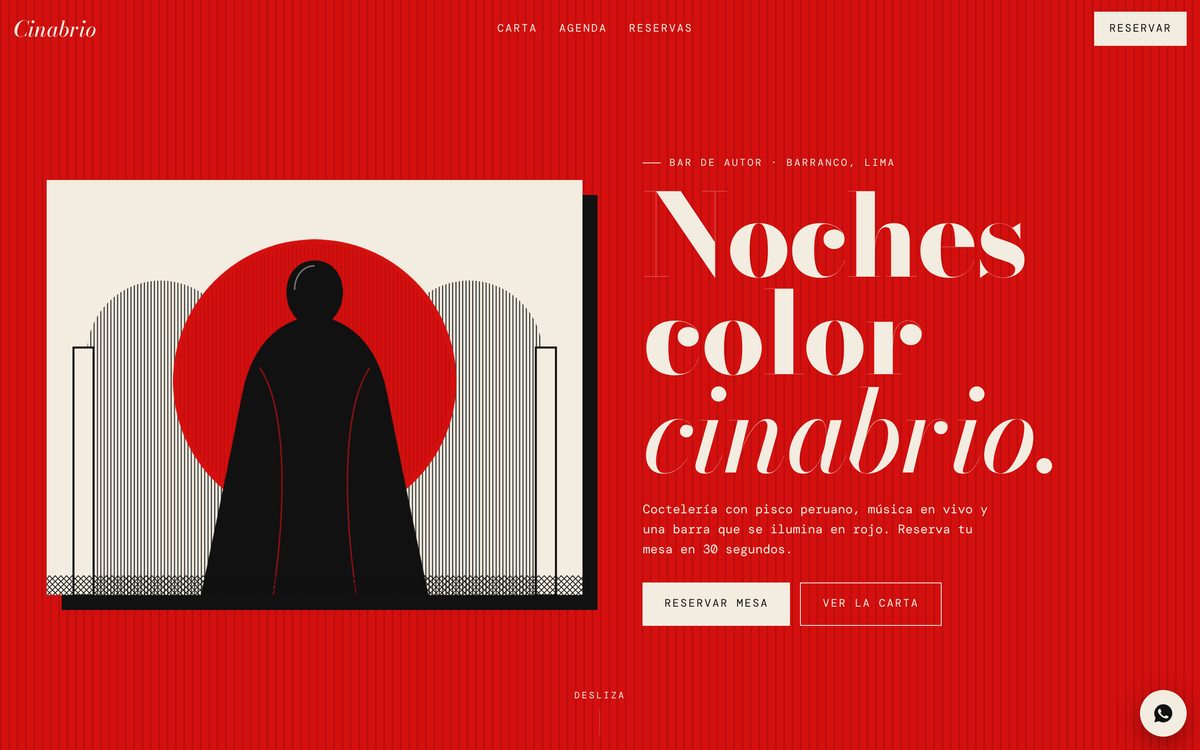 Cinabrio
CARTA
AGENDA
RESERVAS
RESERVAR
BAR DE AUTOR · BARRANCO, LIMA
Noches
color
cinabrio.
Coctelería con pisco peruano, música en vivo y
una barra que se ilumina en rojo. Reserva tu
mesa en 30 segundos.
RESERVAR MESA
VER LA CARTA
DESLIZA